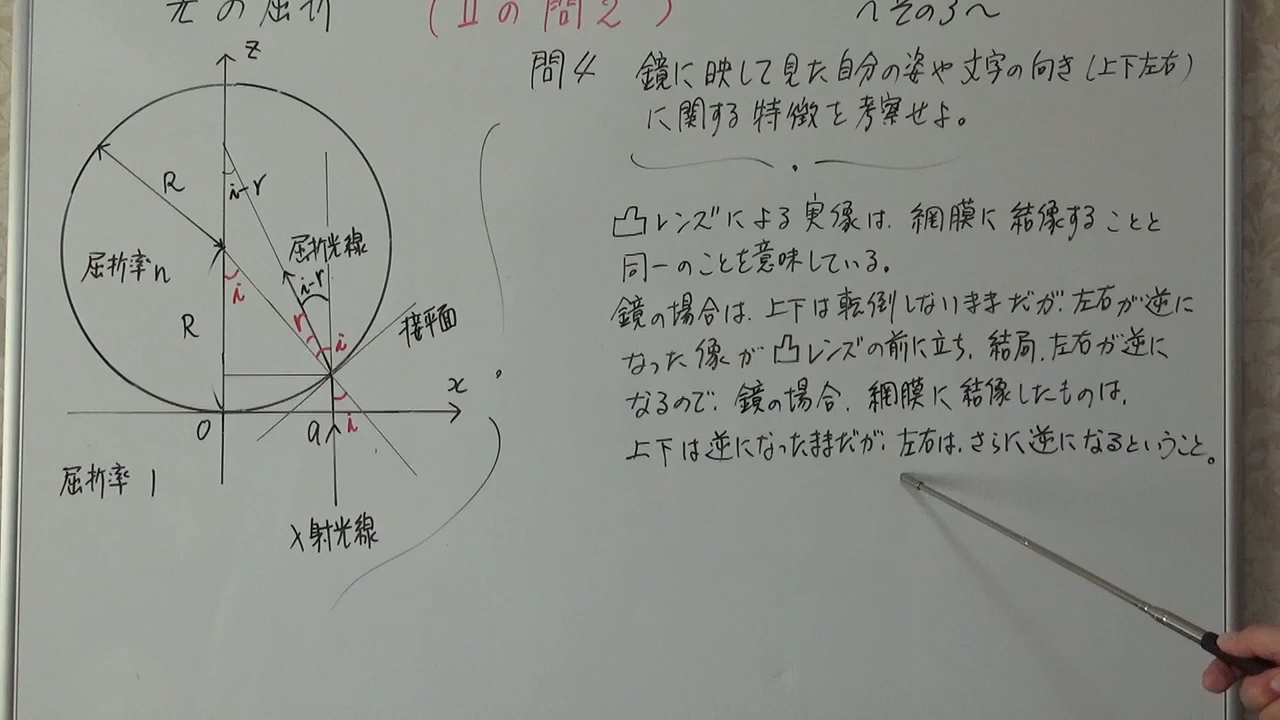 光の屈折 (Ⅱの問2) ～その3～
問4 鏡に映して見た自分の姿や文字の向き(上下左右)
に関する特徴を考察せよ。
凸レンズによる実像は、網膜に結像することと
同一のことを意味している。
鏡の場合は、上下は転倒しないままだが、左右が逆に
なった像が凸レンズの前に立ち、結局、左右が逆に
なるので、鏡の場合、網膜に結像したものは、
上下は逆になったままだが、左右は、さらに逆になるということ。
z
R
i-r
屈折率n
屈折光線
i
R
i-r
r
i
接平面
x
O
a
i
i
屈折率 1
入射光線